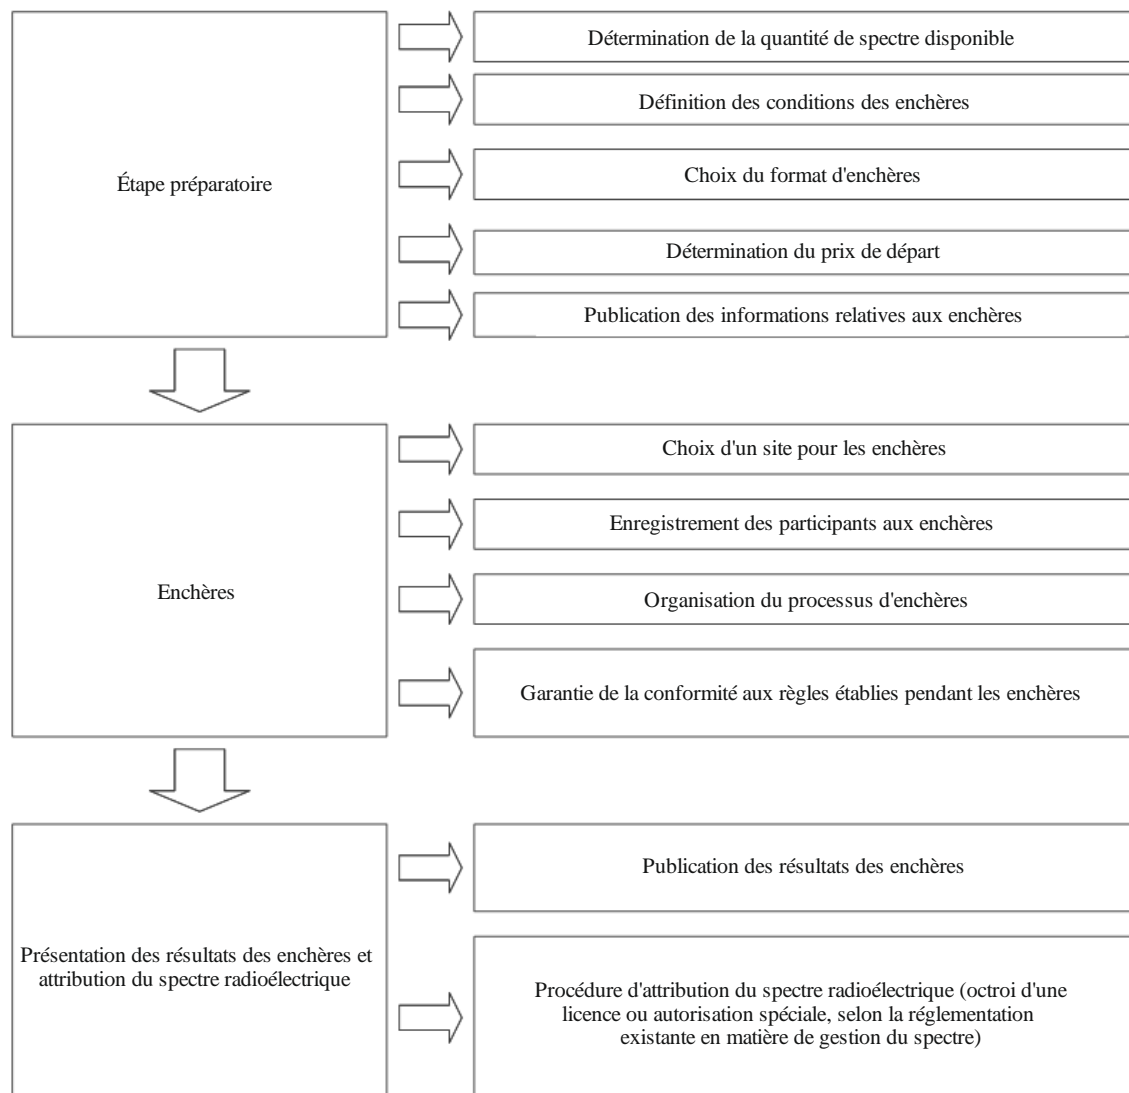 Étape préparatoire
Détermination de la quantité de spectre disponible
Définition des conditions des enchères
Choix du format d'enchères
Détermination du prix de départ
Publication des informations relatives aux enchères
Enchères
Choix d'un site pour les enchères
Enregistrement des participants aux enchères
Organisation du processus d'enchères
Garantie de la conformité aux règles établies pendant les enchères
Présentation des résultats des enchères et
attribution du spectre radioélectrique
Publication des résultats des enchères
Procédure d'attribution du spectre radioélectrique (octroi d'une
licence ou autorisation spéciale, selon la réglementation
existante en matière de gestion du spectre)